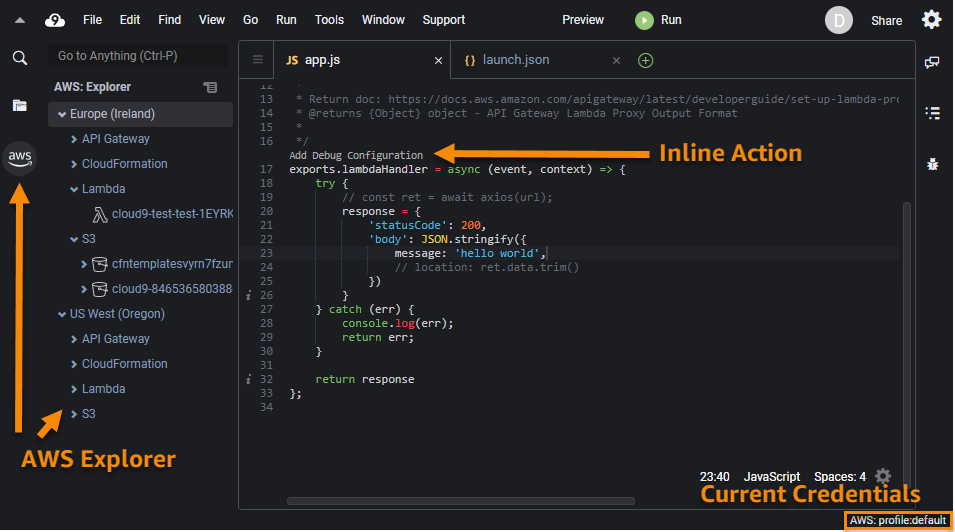 9 File Edit Find View Go Run Tools Window Support Preview Run D Share
Go to Anything (Ctrl-P)
AWS: Explorer
Europe (Ireland)
API Gateway
CloudFormation
Lambda
cloud9-test-test-1EYRK
S3
cfntemplatesvyrn7fzur
cloud9-846536580388
US West (Oregon)
API Gateway
CloudFormation
Lambda
S3
aws
AWS Explorer
JS app.js × { } launch.json ×
12 *
13 * Return doc: https://docs.aws.amazon.com/apigateway/latest/developerguide/set-up-lambda-pro
14 * @returns {Object} object - API Gateway Lambda Proxy Output Format
15 *
16 */
Add Debug Configuration
Inline Action
17 exports.lambdaHandler = async (event, context) => {
18 try {
19 // const ret = await axios(url);
20 response = {
21 'statusCode': 200,
22 'body': JSON.stringify({
23 message: 'hello world',
24 // location: ret.data.trim()
25 })
i 26 }
27 } catch (err) {
28 console.log(err);
29 return err;
30 }
31
i 32 return response
33 };
34
23:40 JavaScript Spaces: 4
Current Credentials
AWS: profile:default